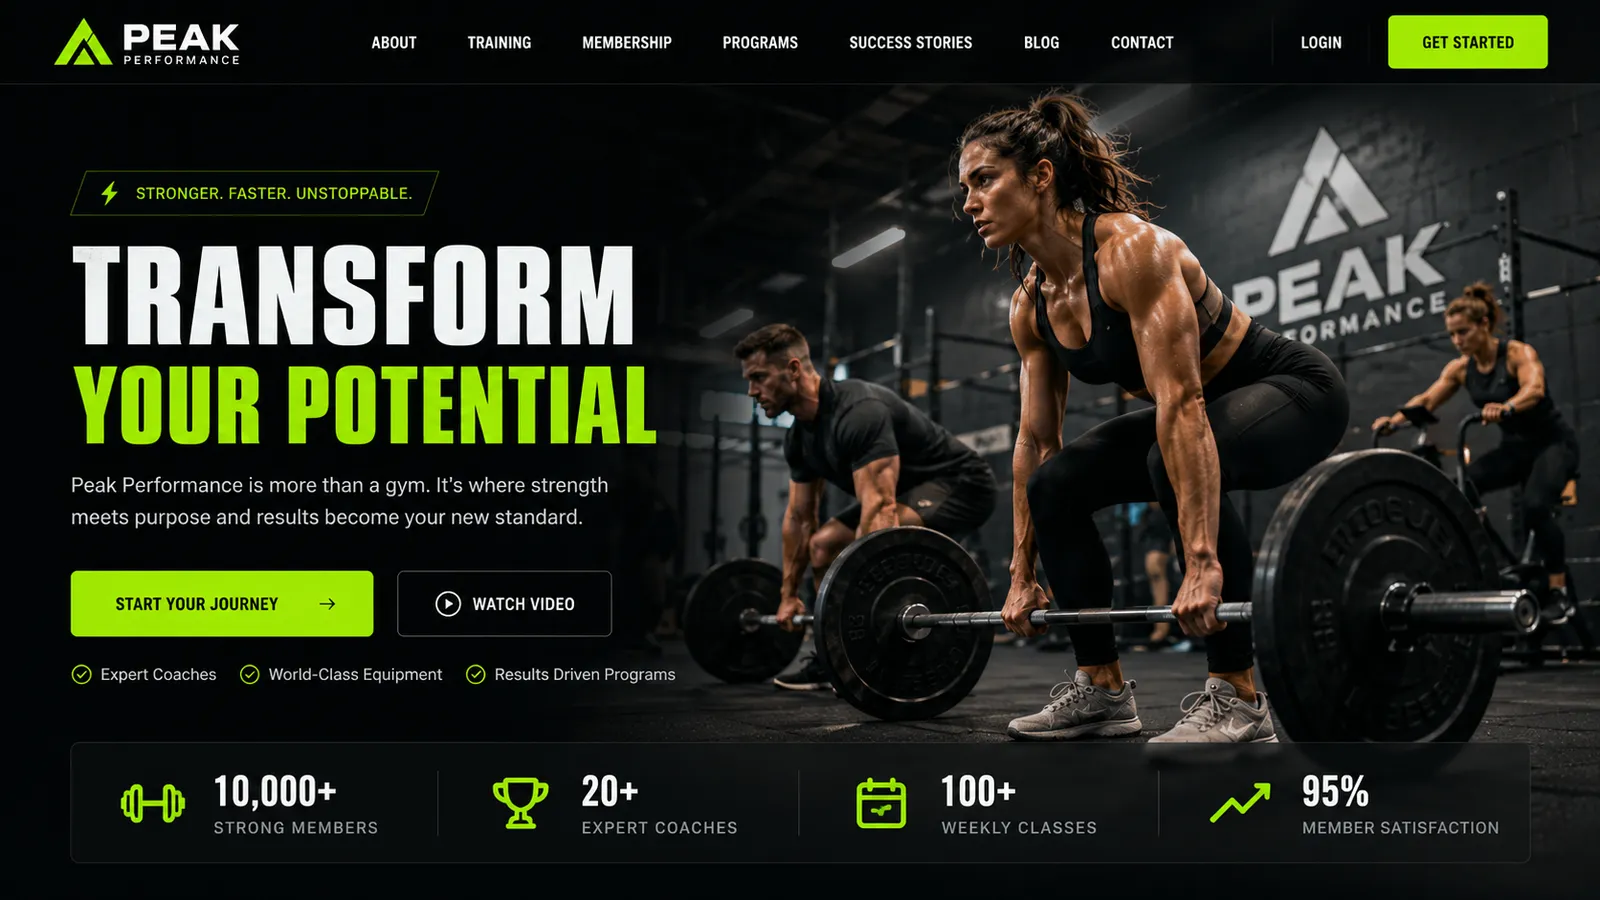 PEAK
PERFORMANCE
ABOUT
TRAINING
MEMBERSHIP
PROGRAMS
SUCCESS STORIES
BLOG
CONTACT
LOGIN
GET STARTED
STRONGER. FASTER. UNSTOPPABLE.
TRANSFORM
YOUR POTENTIAL
Peak Performance is more than a gym. It's where strength
meets purpose and results become your new standard.
START YOUR JOURNEY
WATCH VIDEO
Expert Coaches
World-Class Equipment
Results Driven Programs
PEAK
10,000+
STRONG MEMBERS
20+
EXPERT COACHES
100+
WEEKLY CLASSES
95%
MEMBER SATISFACTION